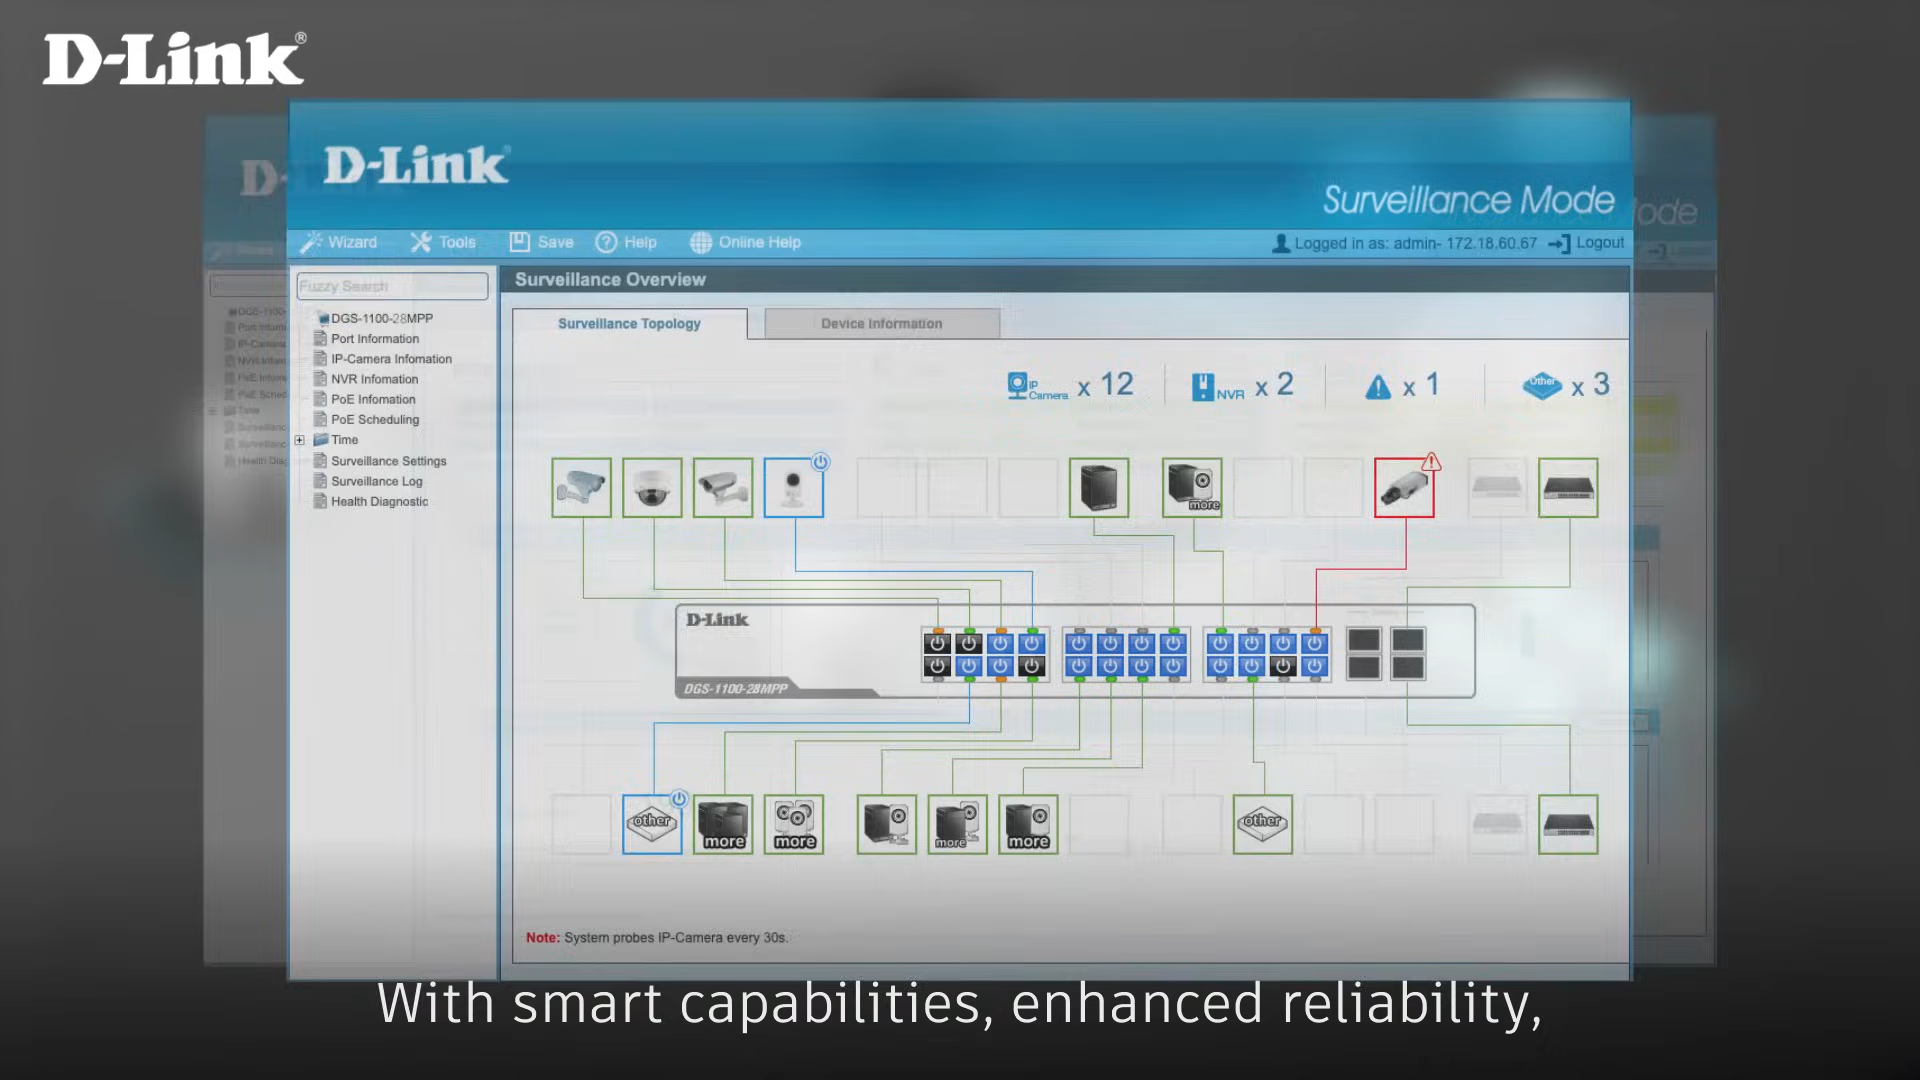 D-Link®
D-Link
Surveillance Mode
ode
Wizard
Tools
Save
Help
Online Help
Logged in as: admin- 172.18.60.67
Logout
Fuzzy Search
DGS-1100-28MPP
Port Information
IP-Camera Infomation
NVR Infomation
PoE Infomation
PoE Scheduling
Time
Surveillance Settings
Surveillance Log
Health Diagnostic
Surveillance Overview
Surveillance Topology
Device Information
IP Camera x 12
NVR x 2
x 1
Other x 3
more
D-Link
DGS-1100-28MPP
other
more
more
more
more
other
Note: System probes IP-Camera every 30s.
With smart capabilities, enhanced reliability,